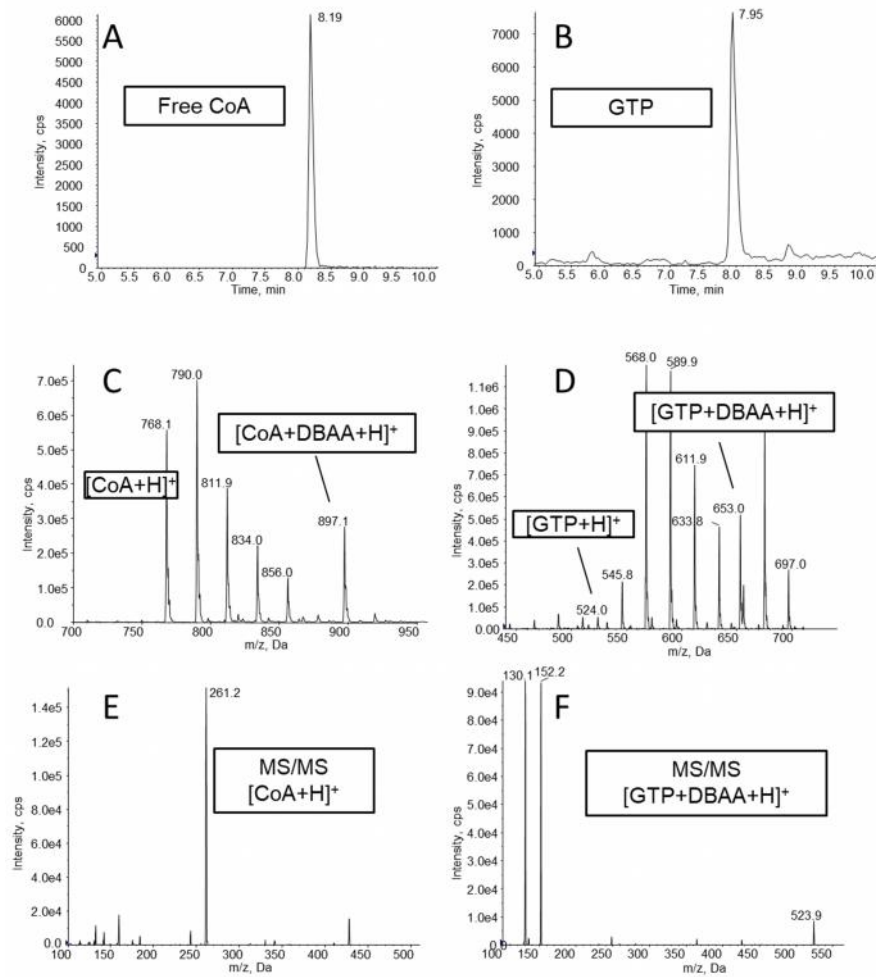 A
8.19
Free CoA
6000
5500
5000
4500
4000
3500
3000
2500
2000
1500
1000
500
0
Intensity, cps
5.0 5.5 6.0 6.5 7.0 7.5 8.0 8.5 9.0 9.5 10.0
Time, min
B
7.95
GTP
7000
6000
5000
4000
3000
2000
1000
0
Intensity, cps
5.0 5.5 6.0 6.5 7.0 7.5 8.0 8.5 9.0 9.5 10.0
Time, min
C
790.0
768.1
[CoA+DBAA+H]+
[CoA+H]+
811.9
834.0
856.0
897.1
7.0e5
6.0e5
5.0e5
4.0e5
3.0e5
2.0e5
1.0e5
0
Intensity, cps
700 750 800 850 900 950
m/z, Da
D
568.0
589.9
[GTP+DBAA+H]+
611.9
[GTP+H]+
653.0
633.8
545.8
524.0
697.0
1.1e6
1.0e6
9.0e5
8.0e5
7.0e5
6.0e5
5.0e5
4.0e5
3.0e5
2.0e5
1.0e5
0.00
Intensity, cps
450 500 550 600 650 700
m/z, Da
E
261.2
MS/MS
[CoA+H]+
1.4e5
1.2e5
1.0e5
8.0e4
6.0e4
4.0e4
2.0e4
0
Intensity, cps
100 150 200 250 300 350 400 450 500
m/z, Da
F
130.1
152.2
MS/MS
[GTP+DBAA+H]+
523.9
9.0e4
8.0e4
7.0e4
6.0e4
5.0e4
4.0e4
3.0e4
2.0e4
1.0e4
0.0
Intensity, cps
100 150 200 250 300 350 400 450 500 550
m/z, Da